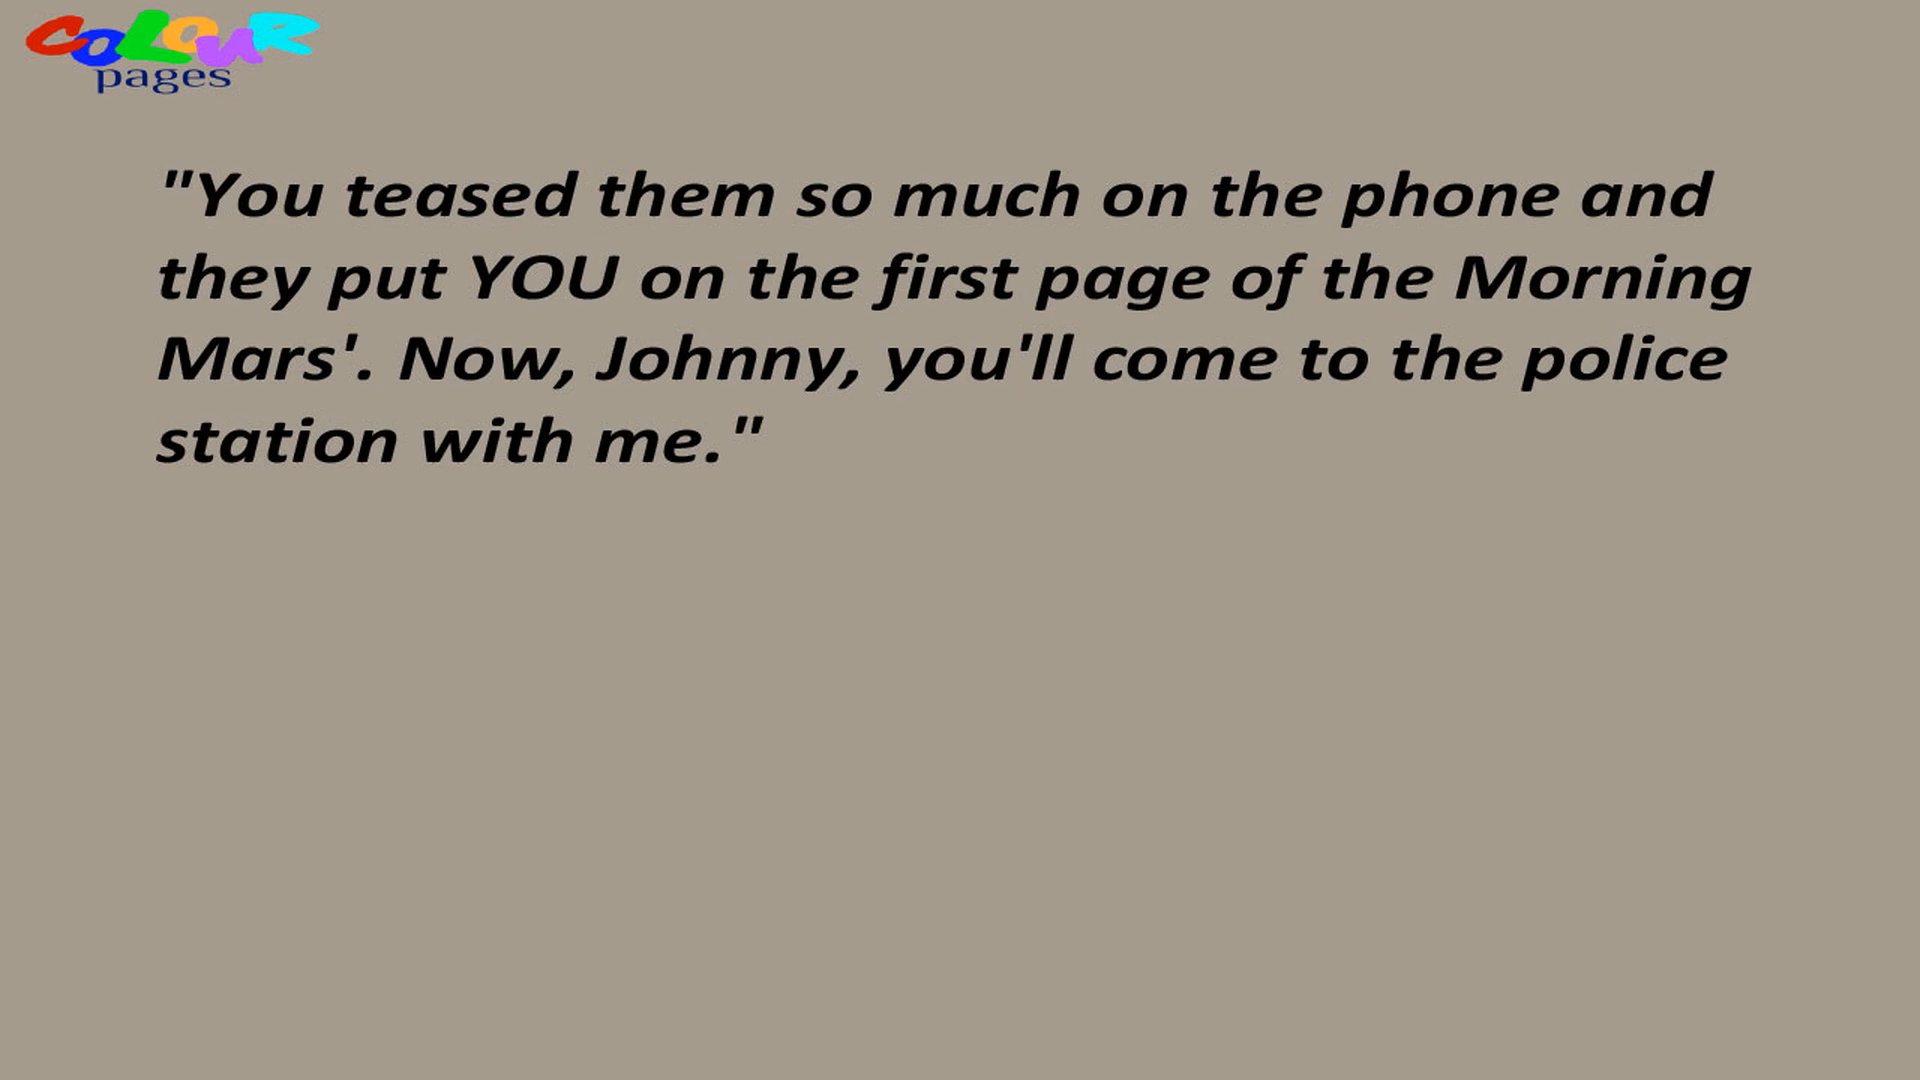 COLOUR
pages
"You teased them so much on the phone and
they put YOU on the first page of the Morning
Mars'. Now, Johnny, you'll come to the police
station with me."